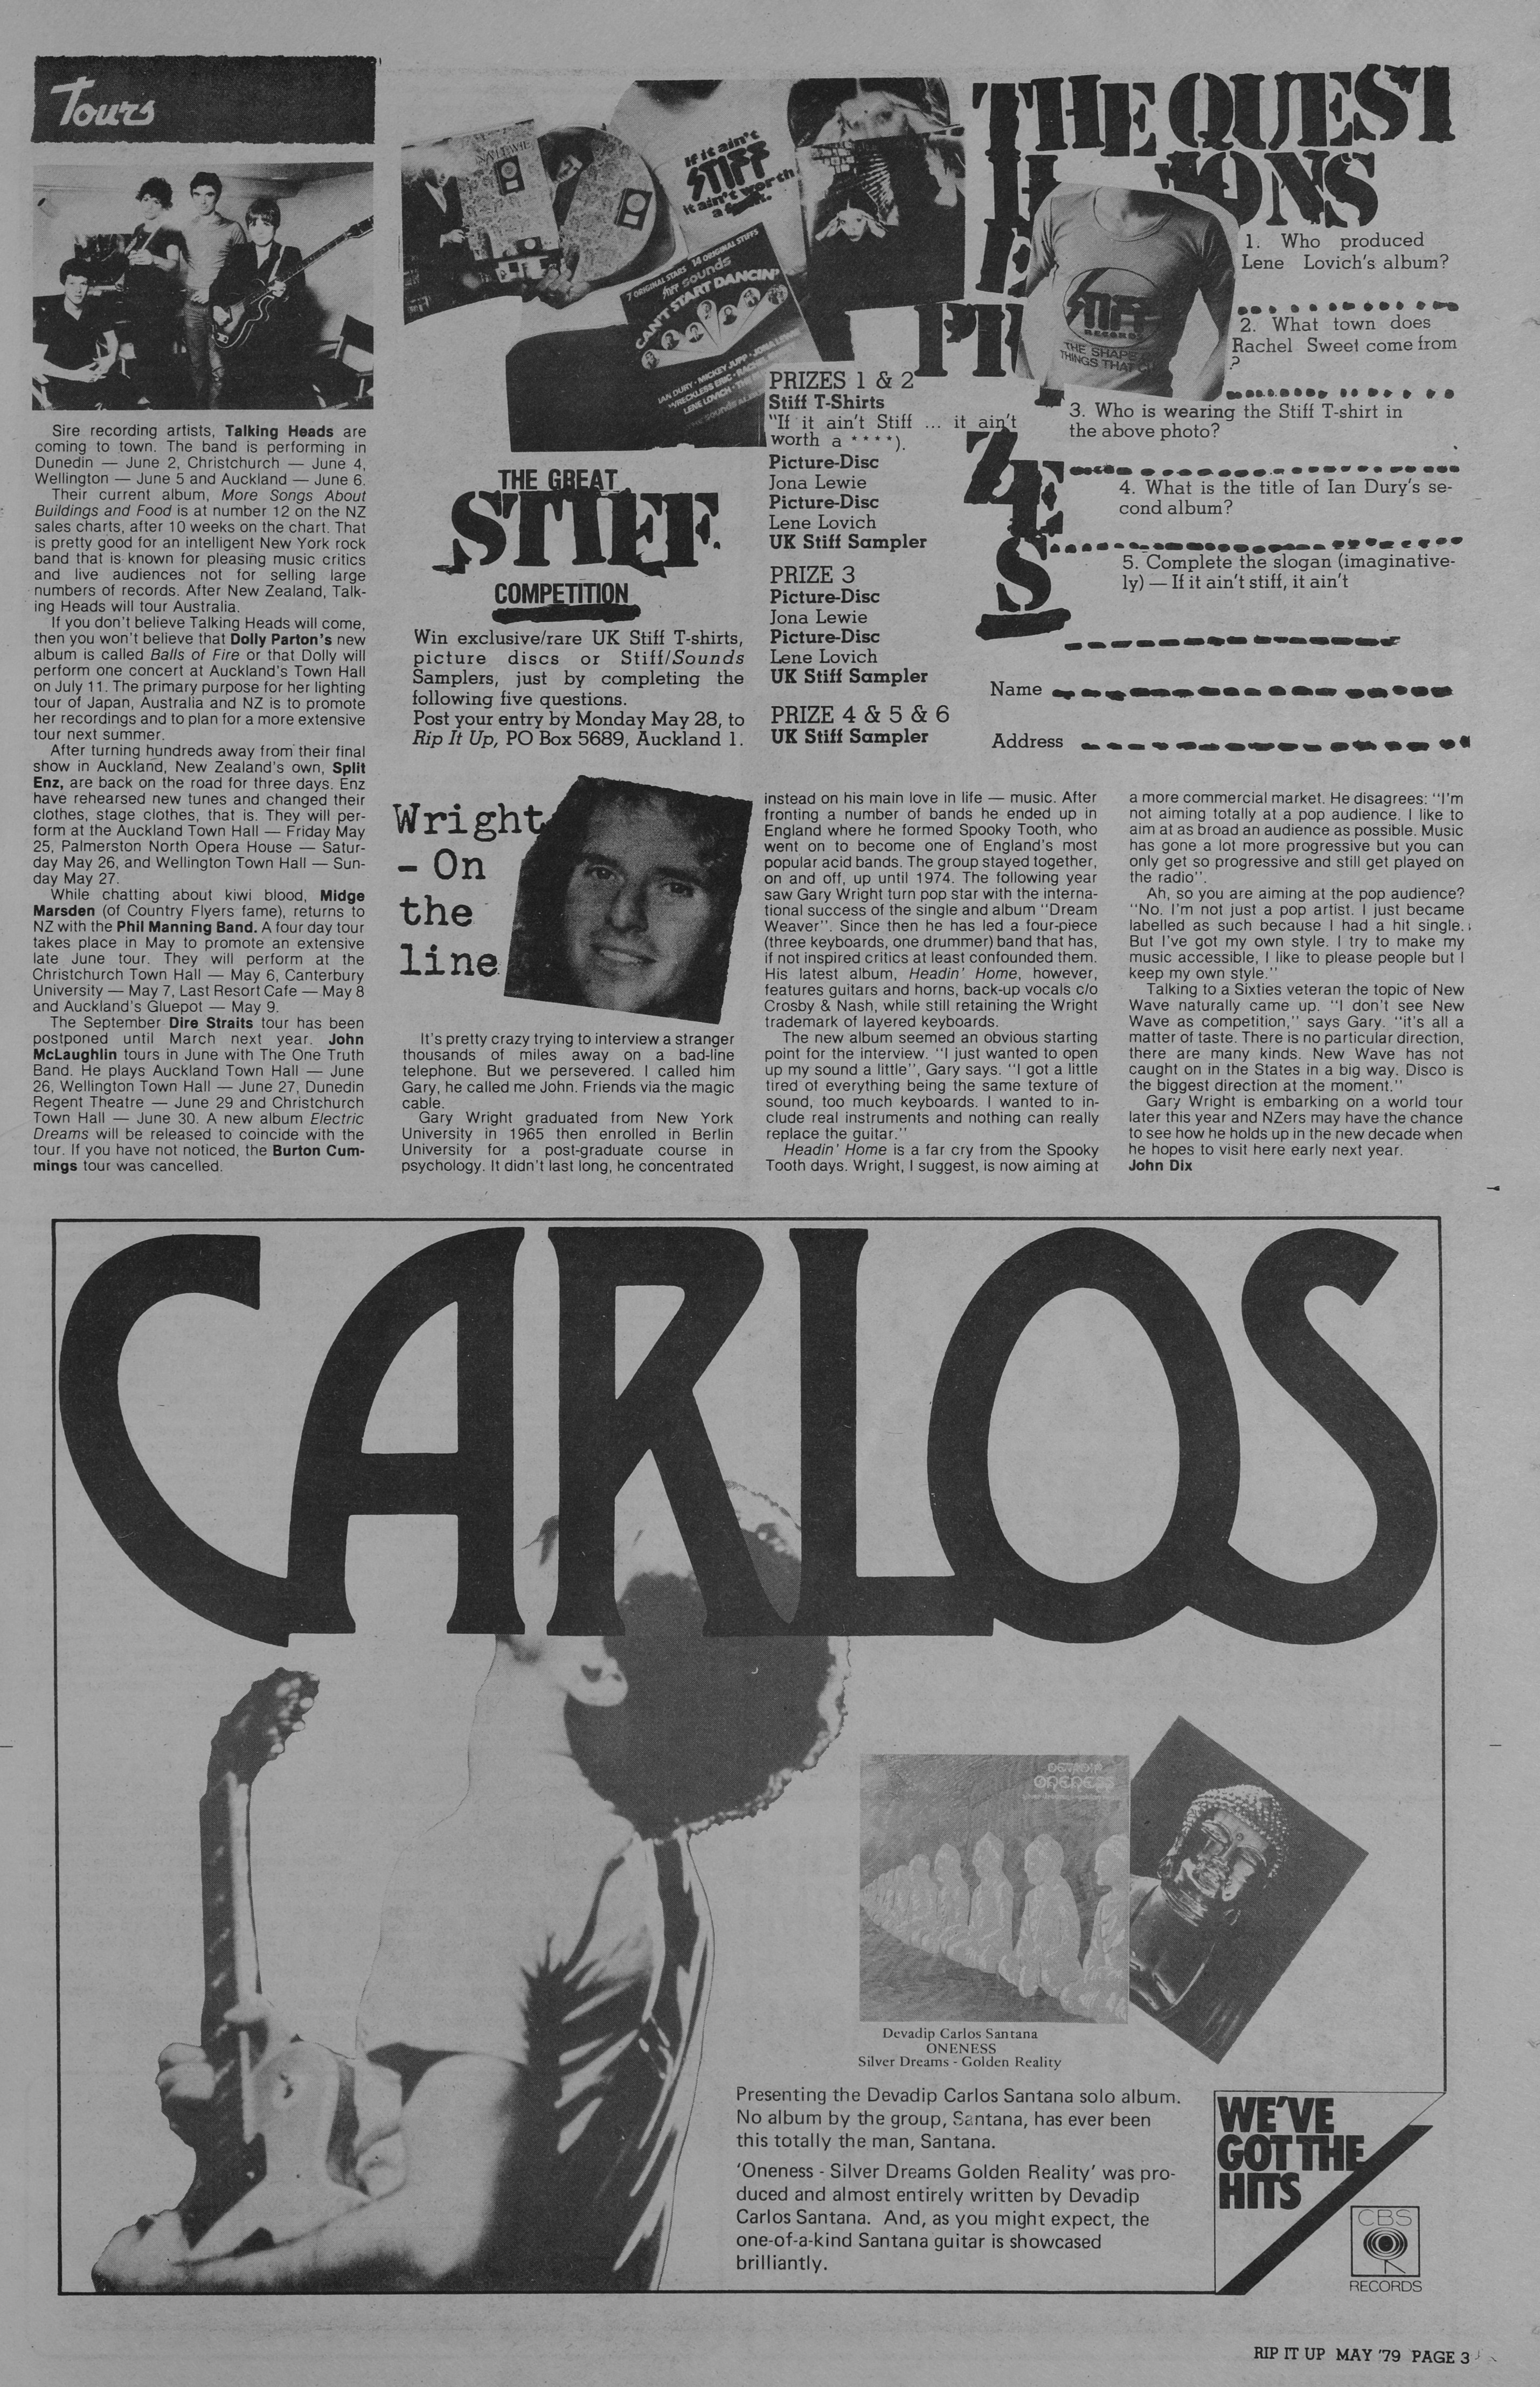 Tours
Sire recording artists, Talking Heads are
coming to town. The band is performing in
Dunedin — June 2, Christchurch — June 4,
Wellington — June 5 and Auckland — June 6.
Their current album, More Songs About
Buildings and Food is at number 12 on the NZ
sales charts, after 10 weeks on the chart. That
is pretty good for an intelligent New York rock
band that is known for pleasing music critics
and live audiences not for selling large
numbers of records. After New Zealand, Talk-
ing Heads will tour Australia.
If you don't believe Talking Heads will come,
then you won't believe that Dolly Parton's new
album is called Balls of Fire or that Dolly will
perform one concert at Auckland's Town Hall
on July 11. The primary purpose for her lighting
tour of Japan, Australia and NZ is to promote
her recordings and to plan for a more extensive
tour next summer.
After turning hundreds away from their final
show in Auckland, New Zealand's own, Split
Enz, are back on the road for three days. Enz
have rehearsed new tunes and changed their
clothes, stage clothes, that is. They will per-
form at the Auckland Town Hall — Friday May
25, Palmerston North Opera House — Satur-
day May 26, and Wellington Town Hall — Sun-
day May 27.
While chatting about kiwi blood, Midge
Marsden (of Country Flyers fame), returns to
NZ with the Phil Manning Band. A four day tour
takes place in May to promote an extensive
late June tour. They will perform at the
Christchurch Town Hall — May 6, Canterbury
University — May 7, Last Resort Cafe — May 8
and Auckland's Gluepot — May 9.
The September Dire Straits tour has been
postponed until March next year. John
McLaughlin tours in June with The One Truth
Band. He plays Auckland Town Hall — June
26, Wellington Town Hall — June 27, Dunedin
Regent Theatre — June 29 and Christchurch
Town Hall — June 30. A new album Electric
Dreams will be released to coincide with the
tour. If you have not noticed, the Burton Cum-
mings tour was cancelled.
If it ain't
STIFF
it ain't worth
a
7 ORIGINAL STARS 14 ORIGINAL STIFFS
Stiff sounds
CAN'T START DANCIN'
IAN DURY · MICKEY JUPP · JONA LEWIE
WRECKLESS ERIC
LENE LOVICH
THE GREAT
STIFF
COMPETITION
Win exclusive/rare UK Stiff T-shirts,
picture discs or Stiff/Sounds
Samplers, just by completing the
following five questions.
Post your entry by Monday May 28, to
Rip It Up, PO Box 5689, Auckland 1.
THE PRIZES
PRIZES 1 & 2
Stiff T-Shirts
"If it ain't Stiff ... it ain't
worth a ****).
Picture-Disc
Jona Lewie
Picture-Disc
Lene Lovich
UK Stiff Sampler
PRIZE 3
Picture-Disc
Jona Lewie
Picture-Disc
Lene Lovich
UK Stiff Sampler
PRIZE 4 & 5 & 6
UK Stiff Sampler
THE QUEST
IONS
STIFF
RECORDS
THE SHAPE
THINGS THAT
1. Who produced
Lene Lovich's album?
2. What town does
Rachel Sweet come from
?
3. Who is wearing the Stiff T-shirt in
the above photo?
4. What is the title of Ian Dury's se-
cond album?
5. Complete the slogan (imaginative-
ly) — If it ain't stiff, it ain't
Name
Address
Wright
- On
the
line
It's pretty crazy trying to interview a stranger
thousands of miles away on a bad-line
telephone. But we persevered. I called him
Gary, he called me John. Friends via the magic
cable.
Gary Wright graduated from New York
University in 1965 then enrolled in Berlin
University for a post-graduate course in
psychology. It didn't last long, he concentrated
instead on his main love in life — music. After
fronting a number of bands he ended up in
England where he formed Spooky Tooth, who
went on to become one of England's most
popular acid bands. The group stayed together,
on and off, up until 1974. The following year
saw Gary Wright turn pop star with the interna-
tional success of the single and album "Dream
Weaver". Since then he has led a four-piece
(three keyboards, one drummer) band that has,
if not inspired critics at least confounded them.
His latest album, Headin' Home, however,
features guitars and horns, back-up vocals c/o
Crosby & Nash, while still retaining the Wright
trademark of layered keyboards.
The new album seemed an obvious starting
point for the interview. "I just wanted to open
up my sound a little", Gary says. "I got a little
tired of everything being the same texture of
sound, too much keyboards. I wanted to in-
clude real instruments and nothing can really
replace the guitar."
Headin' Home is a far cry from the Spooky
Tooth days. Wright, I suggest, is now aiming at
a more commercial market. He disagrees: "I'm
not aiming totally at a pop audience. I like to
aim at as broad an audience as possible. Music
has gone a lot more progressive but you can
only get so progressive and still get played on
the radio".
Ah, so you are aiming at the pop audience?
"No. I'm not just a pop artist. I just became
labelled as such because I had a hit single.
But I've got my own style. I try to make my
music accessible, I like to please people but I
keep my own style."
Talking to a Sixties veteran the topic of New
Wave naturally came up. "I don't see New
Wave as competition," says Gary. "it's all a
matter of taste. There is no particular direction,
there are many kinds. New Wave has not
caught on in the States in a big way. Disco is
the biggest direction at the moment."
Gary Wright is embarking on a world tour
later this year and NZers may have the chance
to see how he holds up in the new decade when
he hopes to visit here early next year.
John Dix
CARLOS
DEVADIP
ONENESS
Devadip Carlos Santana
ONENESS
Silver Dreams - Golden Reality
Presenting the Devadip Carlos Santana solo album.
No album by the group, Santana, has ever been
this totally the man, Santana.
'Oneness - Silver Dreams Golden Reality' was pro-
duced and almost entirely written by Devadip
Carlos Santana. And, as you might expect, the
one-of-a-kind Santana guitar is showcased
brilliantly.
WE'VE
GOT THE
HITS
CBS
RECORDS
RIP IT UP MAY '79 PAGE 3